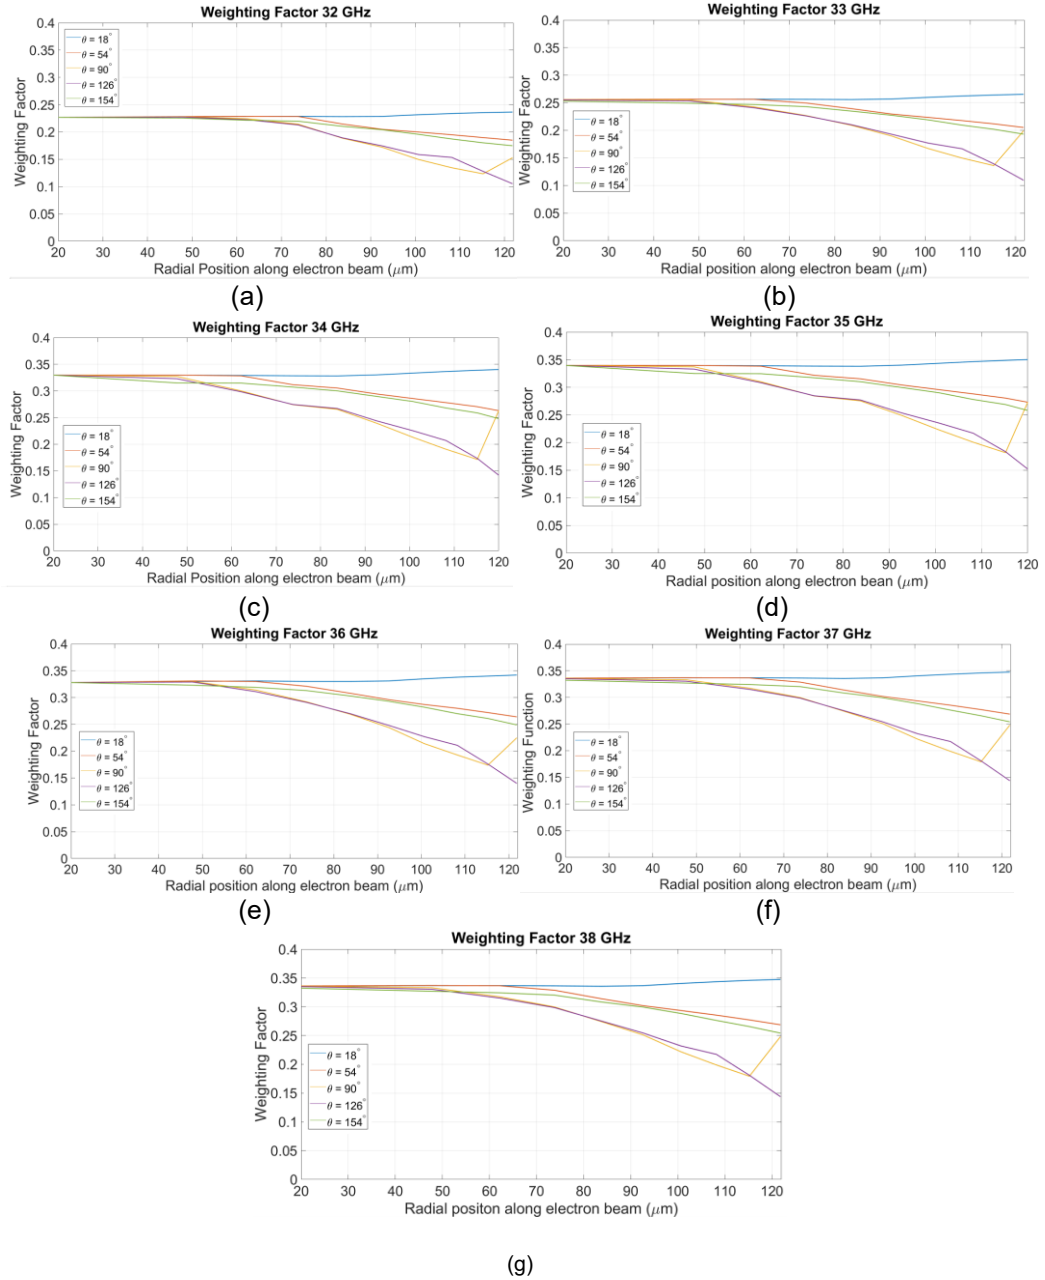 Weighting Factor 32 GHz
Weighting Factor
0.4
0.35
0.3
0.25
0.2
0.15
0.1
0.05
0
θ = 18°
θ = 54°
θ = 90°
θ = 126°
θ = 154°
20 30 40 50 60 70 80 90 100 110 120
Radial Position along electron beam (μm)
(a)
Weighting Factor 33 GHz
Weighting Factor
0.4
0.35
0.3
0.25
0.2
0.15
0.1
0.05
0
θ = 18°
θ = 54°
θ = 90°
θ = 126°
θ = 154°
20 30 40 50 60 70 80 90 100 110 120
Radial position along electron beam (μm)
(b)
Weighting Factor 34 GHz
Weighting Factor
0.4
0.35
0.3
0.25
0.2
0.15
0.1
0.05
0
θ = 18°
θ = 54°
θ = 90°
θ = 126°
θ = 154°
20 30 40 50 60 70 80 90 100 110 120
Radial Position along electron beam (μm)
(c)
Weighting Factor 35 GHz
Weighting Factor
0.4
0.35
0.3
0.25
0.2
0.15
0.1
0.05
0
θ = 18°
θ = 54°
θ = 90°
θ = 126°
θ = 154°
20 30 40 50 60 70 80 90 100 110 120
Radial Position along electron bean (μm)
(d)
Weighting Factor 36 GHz
Weighting Factor
0.4
0.35
0.3
0.25
0.2
0.15
0.1
0.05
0
θ = 18°
θ = 54°
θ = 90°
θ = 126°
θ = 154°
20 30 40 50 60 70 80 90 100 110 120
Radial position along electron beam (μm)
(e)
Weighting Factor 37 GHz
Weighting Function
0.4
0.35
0.3
0.25
0.2
0.15
0.1
0.05
0
θ = 18°
θ = 54°
θ = 90°
θ = 126°
θ = 154°
20 30 40 50 60 70 80 90 100 110 120
Radial position along electron beam (μm)
(f)
Weighting Factor 38 GHz
Weighting Factor
0.4
0.35
0.3
0.25
0.2
0.15
0.1
0.05
0
θ = 18°
θ = 54°
θ = 90°
θ = 126°
θ = 154°
20 30 40 50 60 70 80 90 100 110 120
Radial positon along electron beam (μm)
(g)